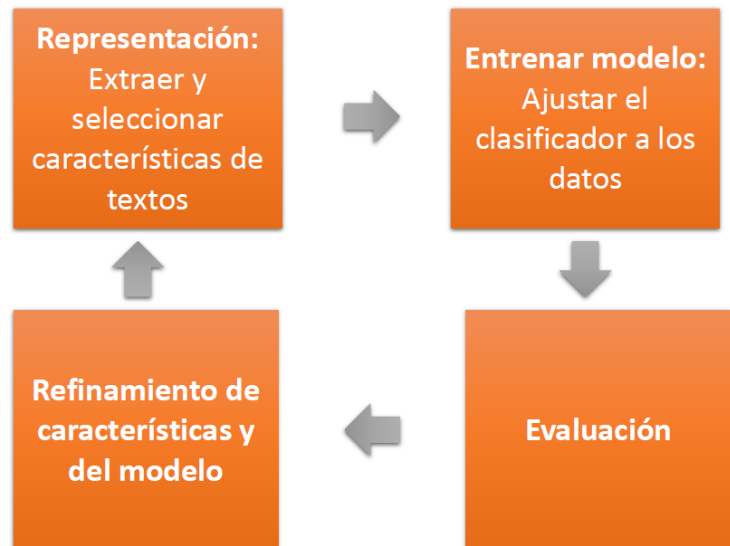 Representación:
Extraer y
seleccionar
características de
textos
Entrenar modelo:
Ajustar el
clasificador a los
datos
Refinamiento de
características y
del modelo
Evaluación